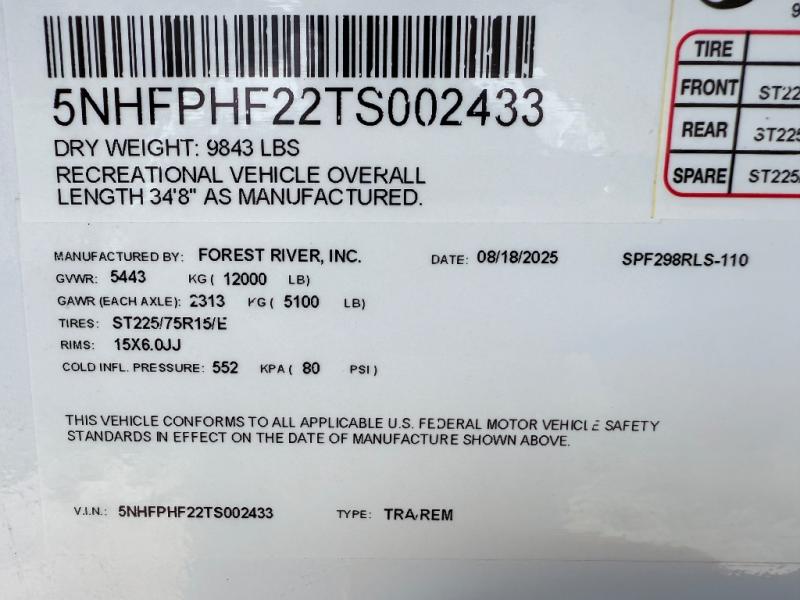 5NHFPHF22TS002433
DRY WEIGHT: 9843 LBS
RECREATIONAL VEHICLE OVERALL
LENGTH 34'8" AS MANUFACTURED.
9
TIRE
FRONT ST22
REAR ST225
SPARE ST225/
MANUFACTURED BY: FOREST RIVER, INC. DATE: 08/18/2025 SPF298RLS-110
GVWR: 5443 KG ( 12000 LB)
GAWR (EACH AXLE): 2313 KG ( 5100 LB)
TIRES: ST225/75R15/E
RIMS: 15X6.0JJ
COLD INFL. PRESSURE: 552 KPA ( 80 PSI )
THIS VEHICLE CONFORMS TO ALL APPLICABLE U.S. FEDERAL MOTOR VEHICLE SAFETY
STANDARDS IN EFFECT ON THE DATE OF MANUFACTURE SHOWN ABOVE.
V.I.N.: 5NHFPHF22TS002433 TYPE: TRA/REM